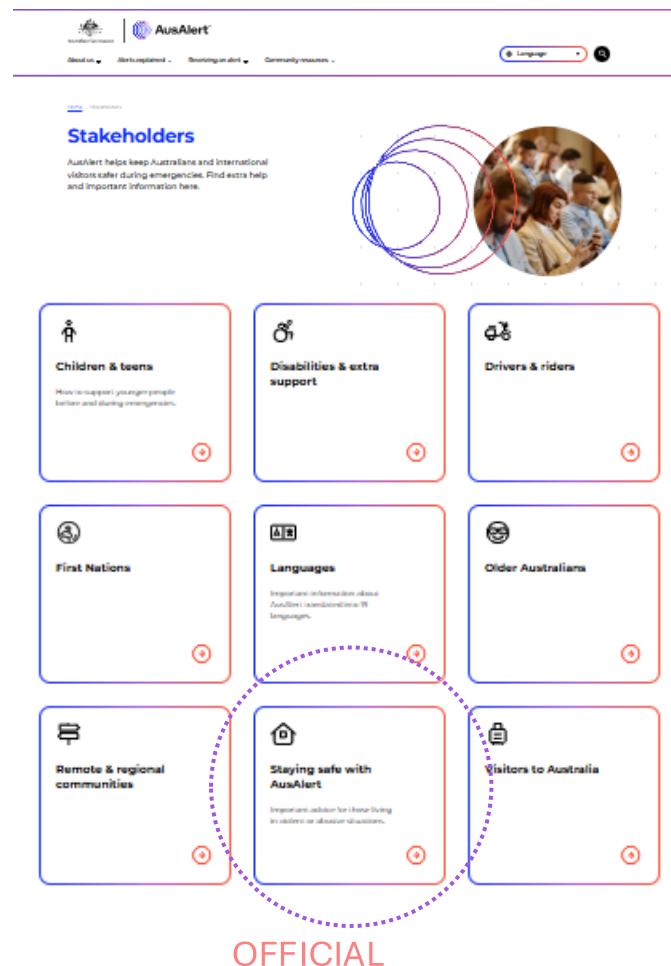 AusAlert
About us
Alerts explained
Receiving an alert
Community resources
Language
Home
Stakeholders
Stakeholders
AusAlert helps keep Australians and international
visitors safer during emergencies. Find extra help
and important information here.
Children & teens
How to support younger people
before and during emergencies.
Disabilities & extra
support
Drivers & riders
First Nations
Languages
Important information about
AusAlert translated into
languages.
Older Australians
Remote & regional
communities
Staying safe with
AusAlert
Important advice for those living
in violent or abusive situations.
Visitors to Australia
OFFICIAL